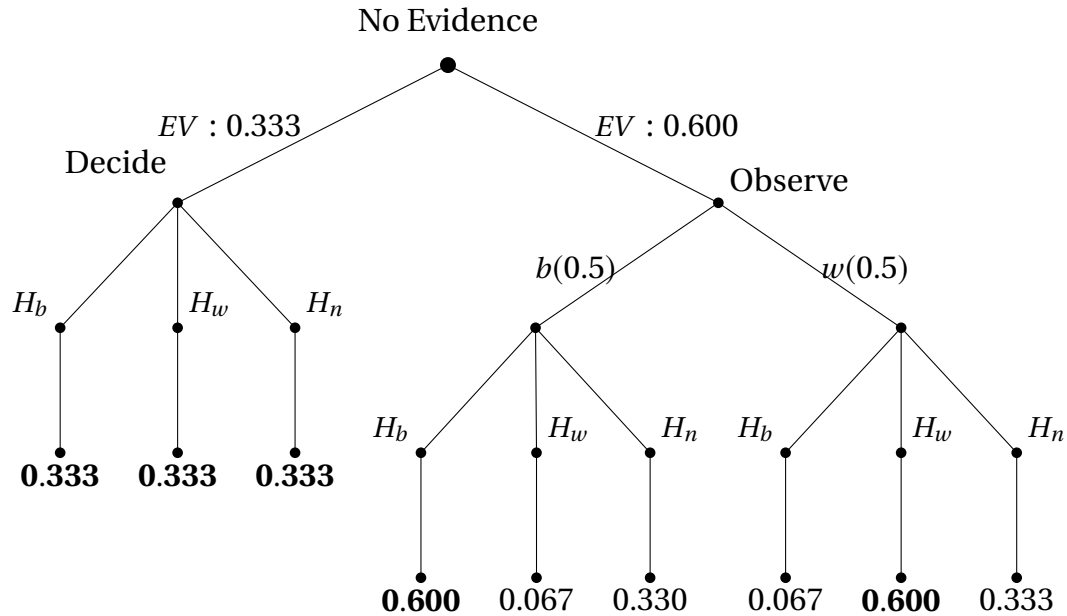 No Evidence
EV : 0.333
EV : 0.600
Decide
Observe
b(0.5)
w(0.5)
H_b
H_w
H_n
H_b
H_w
H_n
H_b
H_w
H_n
0.333
0.333
0.333
0.600
0.067
0.330
0.067
0.600
0.333